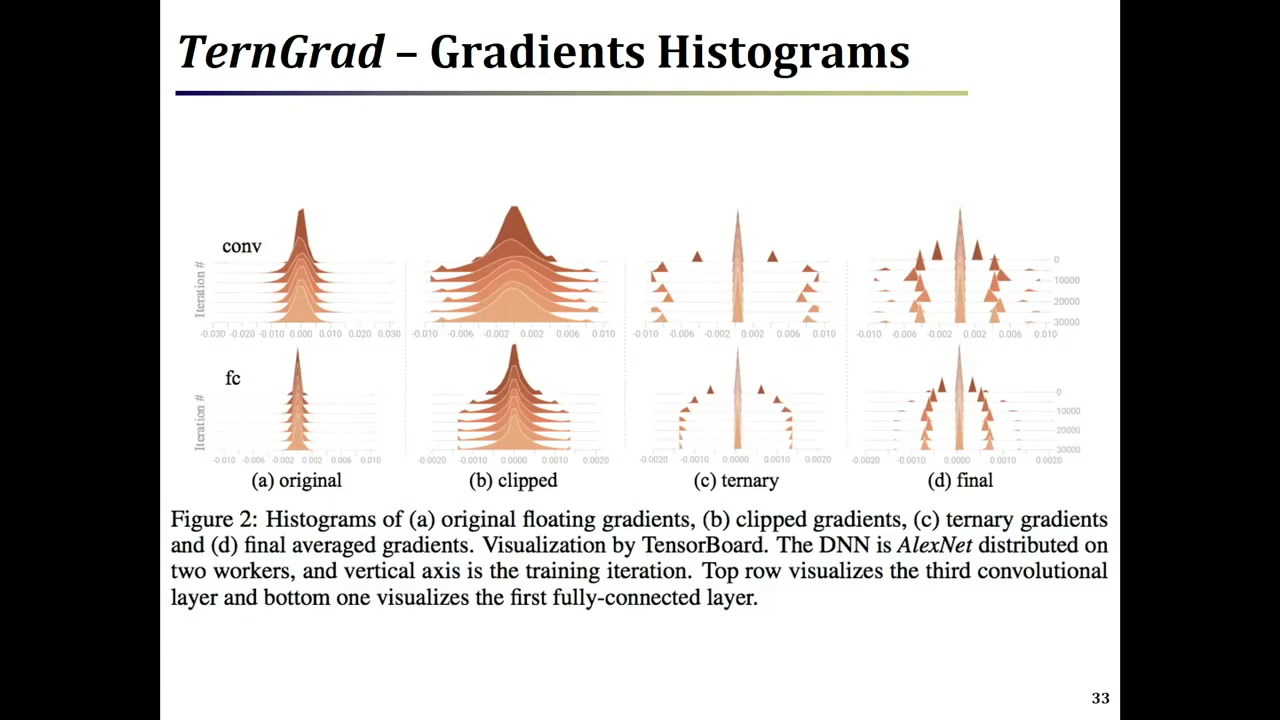 TernGrad – Gradients Histograms
conv
Iteration #
-0.030 -0.020 -0.010 0.000 0.010 0.020 0.030
-0.010 -0.006 -0.002 0.002 0.006 0.010
-0.010 -0.006 -0.002 0.002 0.006 0.010
-0.010 -0.006 -0.002 0.002 0.006 0.010
0
10000
20000
30000
fc
Iteration #
-0.010 -0.006 -0.002 0.002 0.006 0.010
-0.0020 -0.0010 0.0000 0.0010 0.0020
-0.0020 -0.0010 0.0000 0.0010 0.0020
-0.0020 -0.0010 0.0000 0.0010 0.0020
0
10000
20000
30000
(a) original
(b) clipped
(c) ternary
(d) final
Figure 2: Histograms of (a) original floating gradients, (b) clipped gradients, (c) ternary gradients
and (d) final averaged gradients. Visualization by TensorBoard. The DNN is AlexNet distributed on
two workers, and vertical axis is the training iteration. Top row visualizes the third convolutional
layer and bottom one visualizes the first fully-connected layer.
33